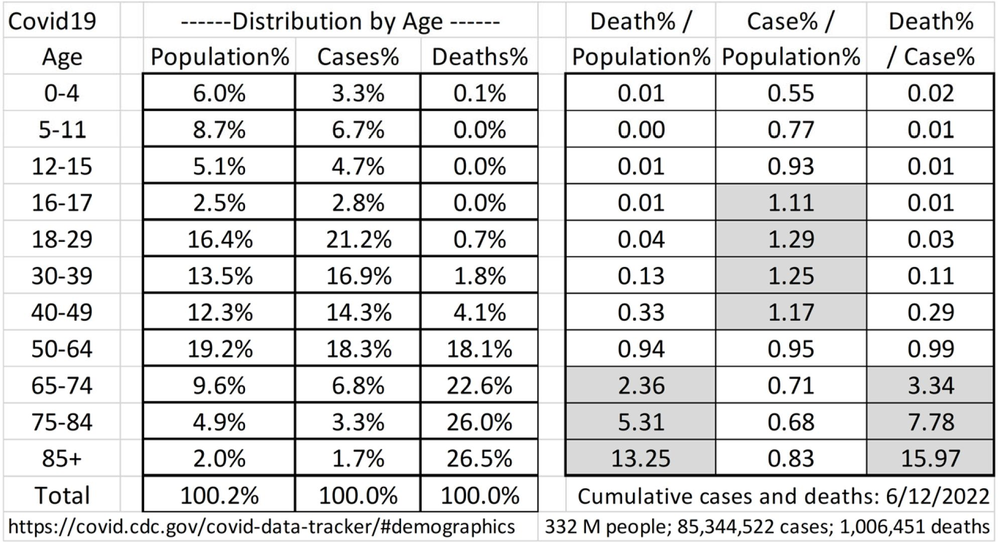 Covid19 ------Distribution by Age ------ Death% / Case% / Death%
Age Population% Cases% Deaths% Population% Population% / Case%
0-4 6.0% 3.3% 0.1% 0.01 0.55 0.02
5-11 8.7% 6.7% 0.0% 0.00 0.77 0.01
12-15 5.1% 4.7% 0.0% 0.01 0.93 0.01
16-17 2.5% 2.8% 0.0% 0.01 1.11 0.01
18-29 16.4% 21.2% 0.7% 0.04 1.29 0.03
30-39 13.5% 16.9% 1.8% 0.13 1.25 0.11
40-49 12.3% 14.3% 4.1% 0.33 1.17 0.29
50-64 19.2% 18.3% 18.1% 0.94 0.95 0.99
65-74 9.6% 6.8% 22.6% 2.36 0.71 3.34
75-84 4.9% 3.3% 26.0% 5.31 0.68 7.78
85+ 2.0% 1.7% 26.5% 13.25 0.83 15.97
Total 100.2% 100.0% 100.0% Cumulative cases and deaths: 6/12/2022
https://covid.cdc.gov/covid-data-tracker/#demographics 332 M people; 85,344,522 cases; 1,006,451 deaths